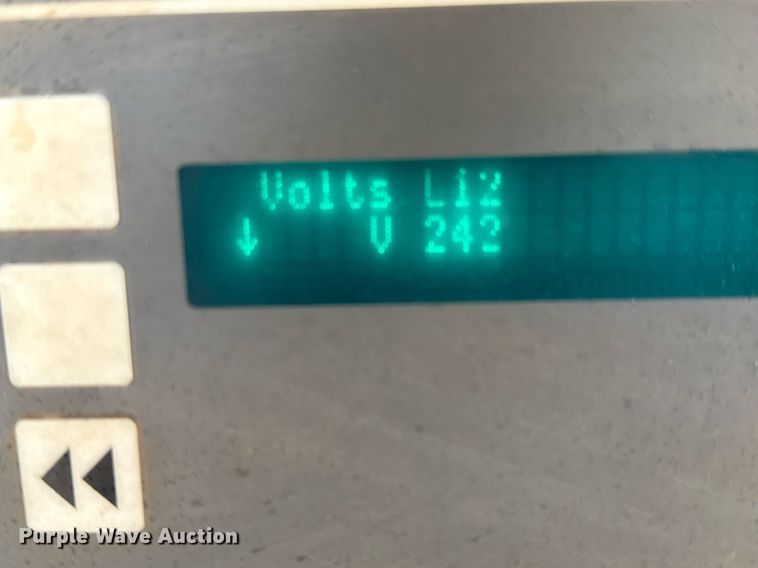 Volts L12
↓ V 242
Purple Wave Auction